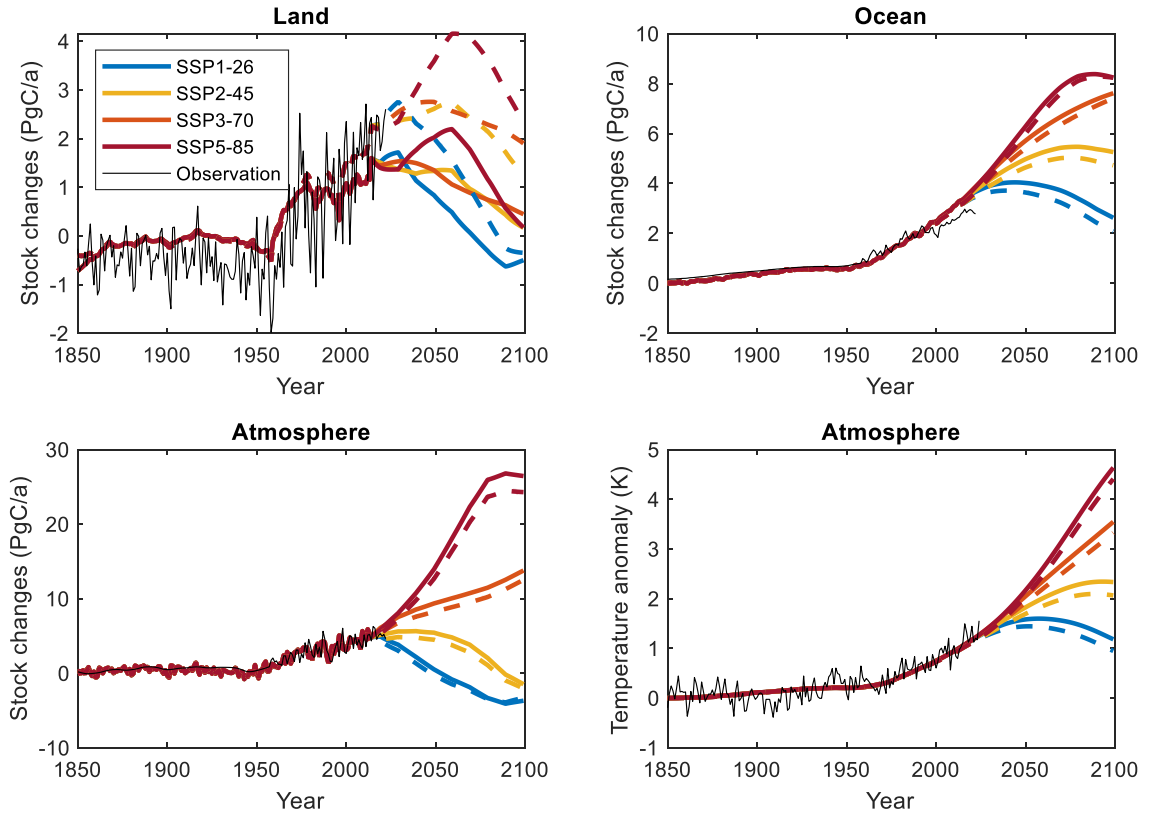 Land
Stock changes (PgC/a)
4
3
2
1
0
-1
-2
SSP1-26
SSP2-45
SSP3-70
SSP5-85
Observation
1850 1900 1950 2000 2050 2100
Year
Ocean
Stock changes (PgC/a)
10
8
6
4
2
0
-2
1850 1900 1950 2000 2050 2100
Year
Atmosphere
Stock changes (PgC/a)
30
20
10
0
-10
1850 1900 1950 2000 2050 2100
Year
Atmosphere
Temperature anomaly (K)
5
4
3
2
1
0
-1
1850 1900 1950 2000 2050 2100
Year